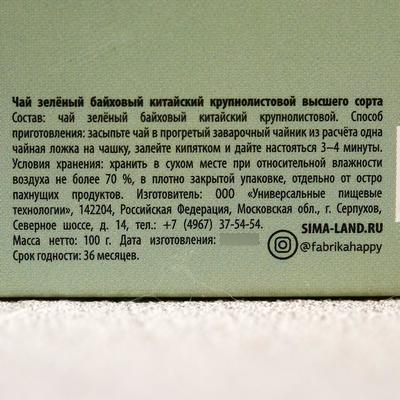 Чай зелёный байховый китайский крупнолистовой высшего сорта
Состав: чай зелёный байховый китайский крупнолистовой. Способ
приготовления: засыпьте чай в прогретый заварочный чайник из расчёта одна
чайная ложка на чашку, залейте кипятком и дайте настояться 3–4 минуты.
Условия хранения: хранить в сухом месте при относительной влажности
воздуха не более 70 %, в плотно закрытой упаковке, отдельно от остро
пахнущих продуктов. Изготовитель: ООО «Универсальные пищевые
технологии», 142204, Российская Федерация, Московская обл., г. Серпухов,
Северное шоссе, д. 14, тел.: +7 (4967) 37-54-54.
Масса нетто: 100 г. Дата изготовления:
Срок годности: 36 месяцев.
SIMA-LAND.RU
@fabrikahappy